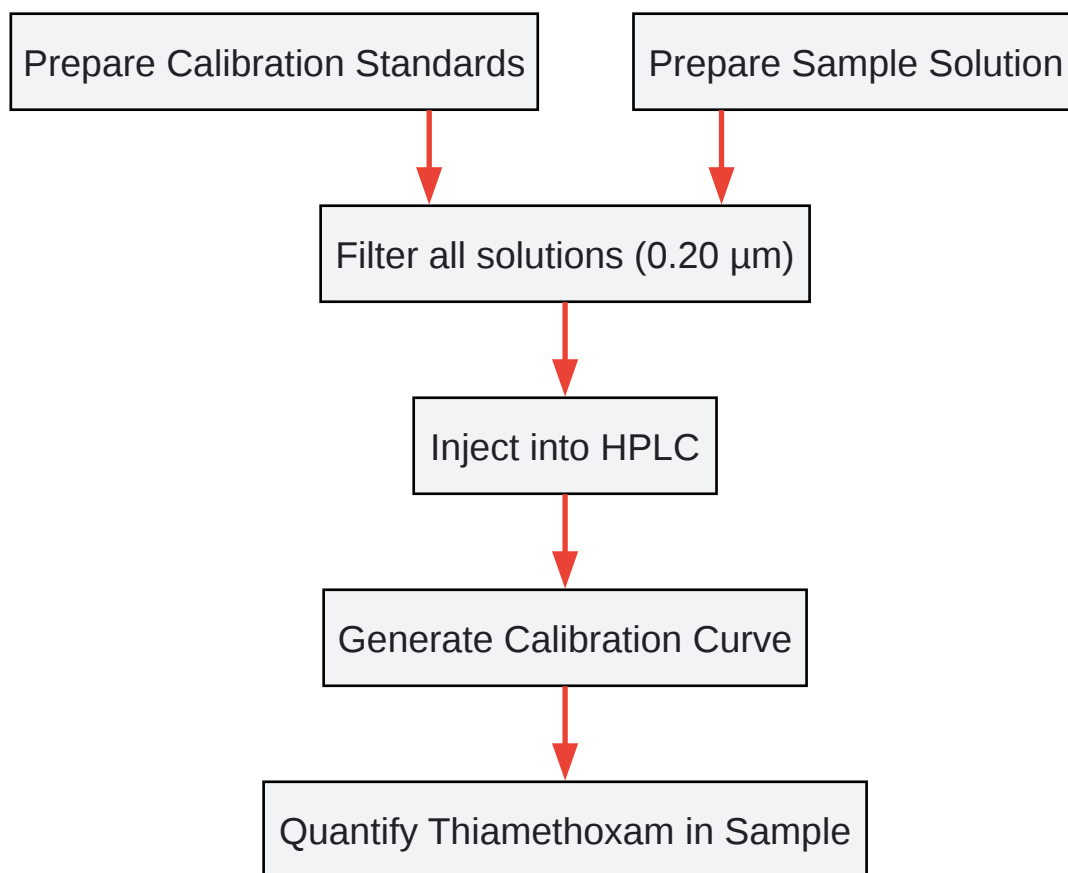 Prepare Calibration Standards
Prepare Sample Solution
Filter all solutions (0.20 µm)
Inject into HPLC
Generate Calibration Curve
Quantify Thiamethoxam in Sample